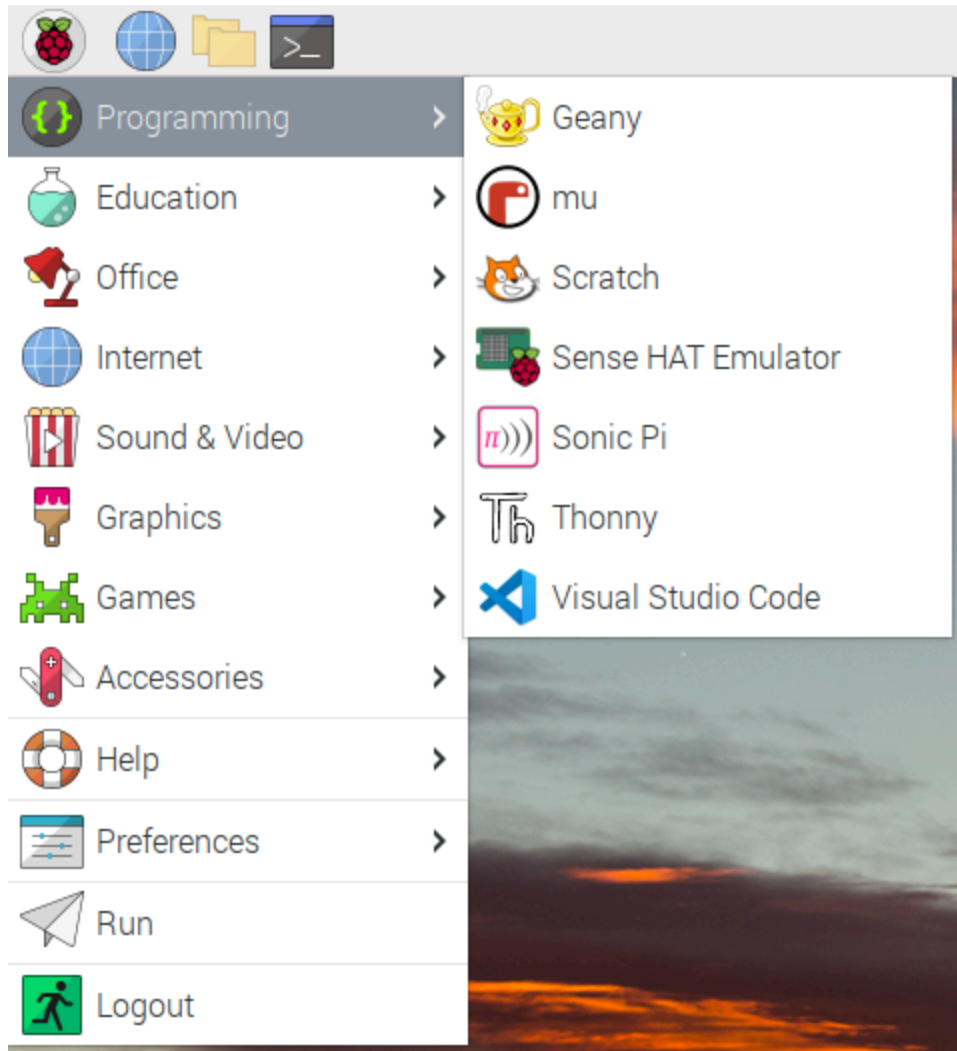 >_
{} Programming
Education
Office
Internet
Sound & Video
Graphics
Games
Accessories
Help
Preferences
Run
Logout
Geany
mu
Scratch
Sense HAT Emulator
π))) Sonic Pi
Th Thonny
Visual Studio Code